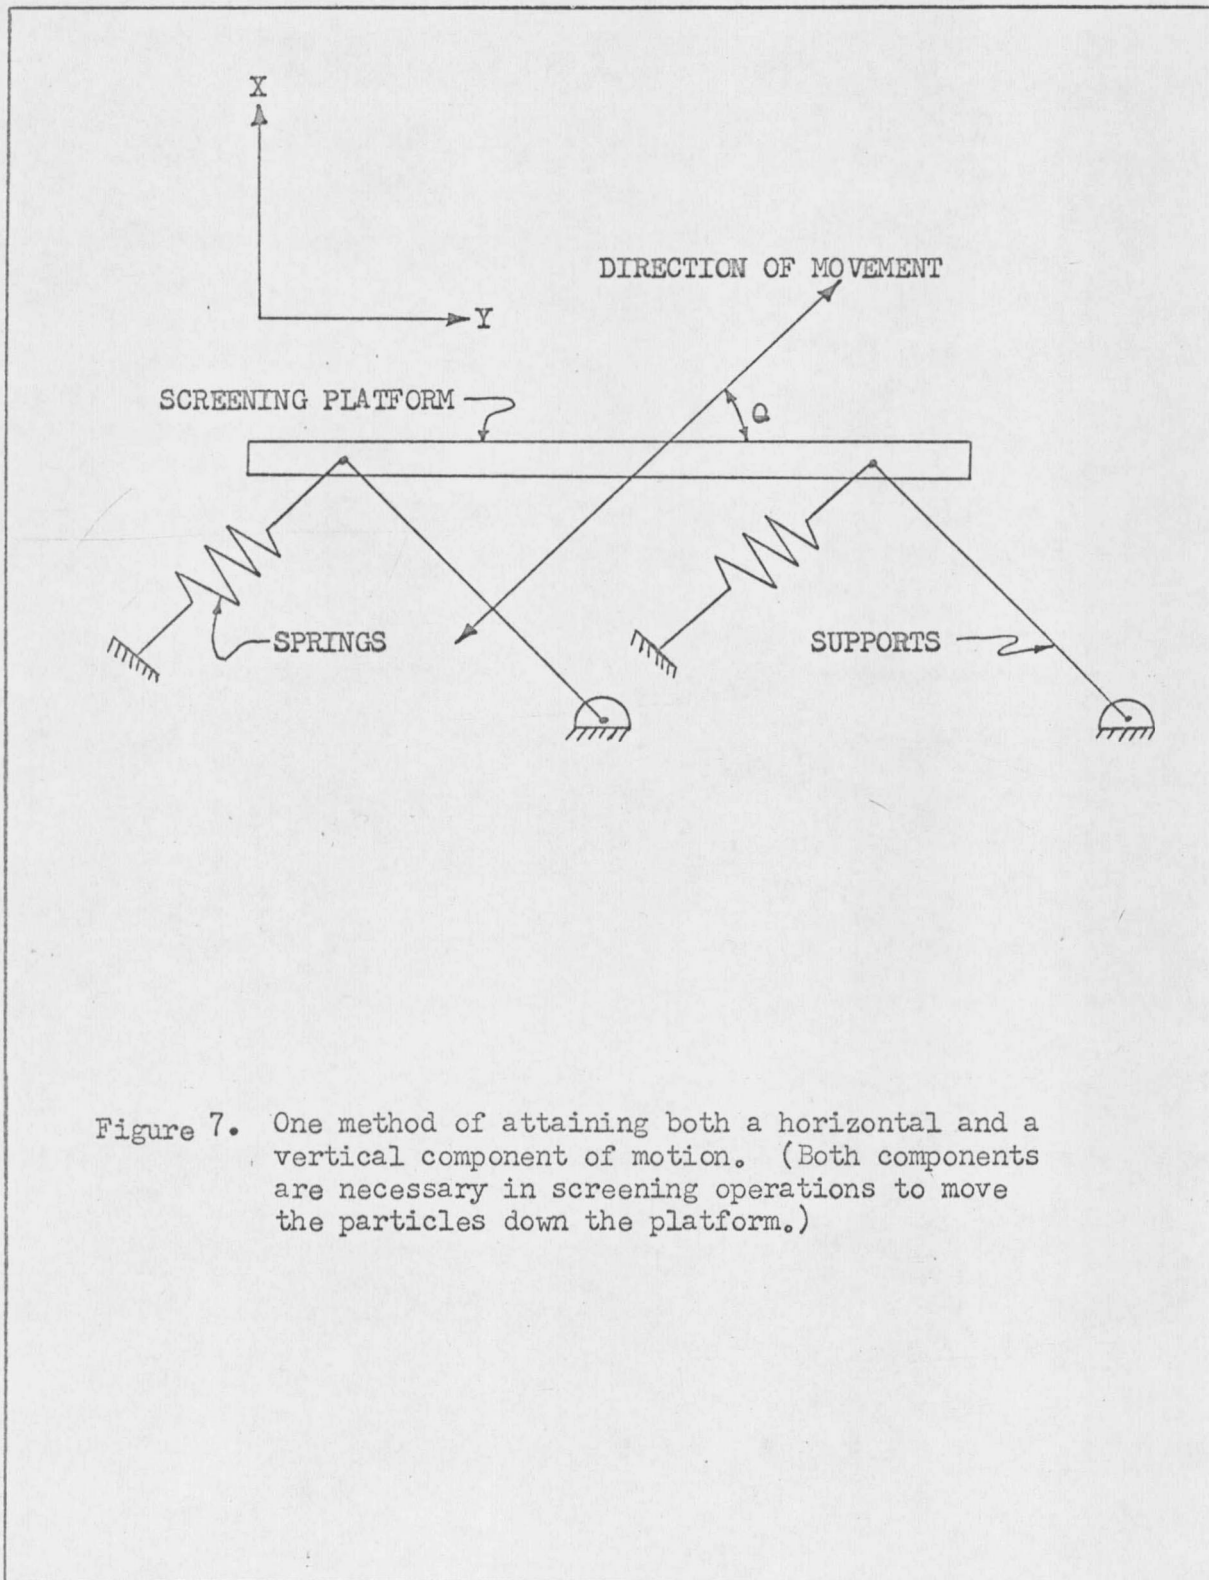 X
DIRECTION OF MOVEMENT
Y
SCREENING PLATFORM
θ
SPRINGS
SUPPORTS
Figure 7. One method of attaining both a horizontal and a
vertical component of motion. (Both components
are necessary in screening operations to move
the particles down the platform.)